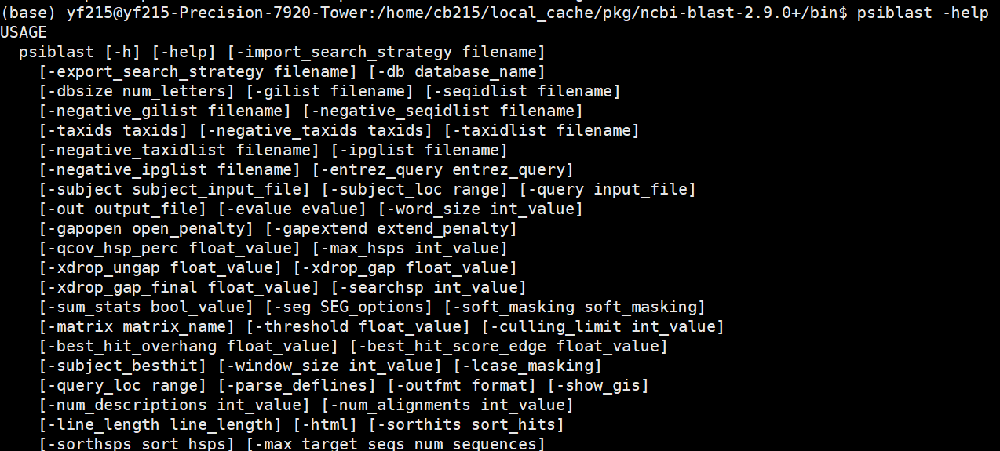 (base) yf215@yf215-Precision-7920-Tower:/home/cb215/local_cache/pkg/ncbi-blast-2.9.0+/bin$ psiblast -help
USAGE
  psiblast [-h] [-help] [-import_search_strategy filename]
    [-export_search_strategy filename] [-db database_name]
    [-dbsize num_letters] [-gilist filename] [-seqidlist filename]
    [-negative_gilist filename] [-negative_seqidlist filename]
    [-taxids taxids] [-negative_taxids taxids] [-taxidlist filename]
    [-negative_taxidlist filename] [-ipglist filename]
    [-negative_ipglist filename] [-entrez_query entrez_query]
    [-subject subject_input_file] [-subject_loc range] [-query input_file]
    [-out output_file] [-evalue evalue] [-word_size int_value]
    [-gapopen open_penalty] [-gapextend extend_penalty]
    [-qcov_hsp_perc float_value] [-max_hsps int_value]
    [-xdrop_ungap float_value] [-xdrop_gap float_value]
    [-xdrop_gap_final float_value] [-searchsp int_value]
    [-sum_stats bool_value] [-seg SEG_options] [-soft_masking soft_masking]
    [-matrix matrix_name] [-threshold float_value] [-culling_limit int_value]
    [-best_hit_overhang float_value] [-best_hit_score_edge float_value]
    [-subject_besthit] [-window_size int_value] [-lcase_masking]
    [-query_loc range] [-parse_deflines] [-outfmt format] [-show_gis]
    [-num_descriptions int_value] [-num_alignments int_value]
    [-line_length line_length] [-html] [-sorthits sort_hits]
    [-sorthsps sort_hsps] [-max_target_seqs num_sequences]